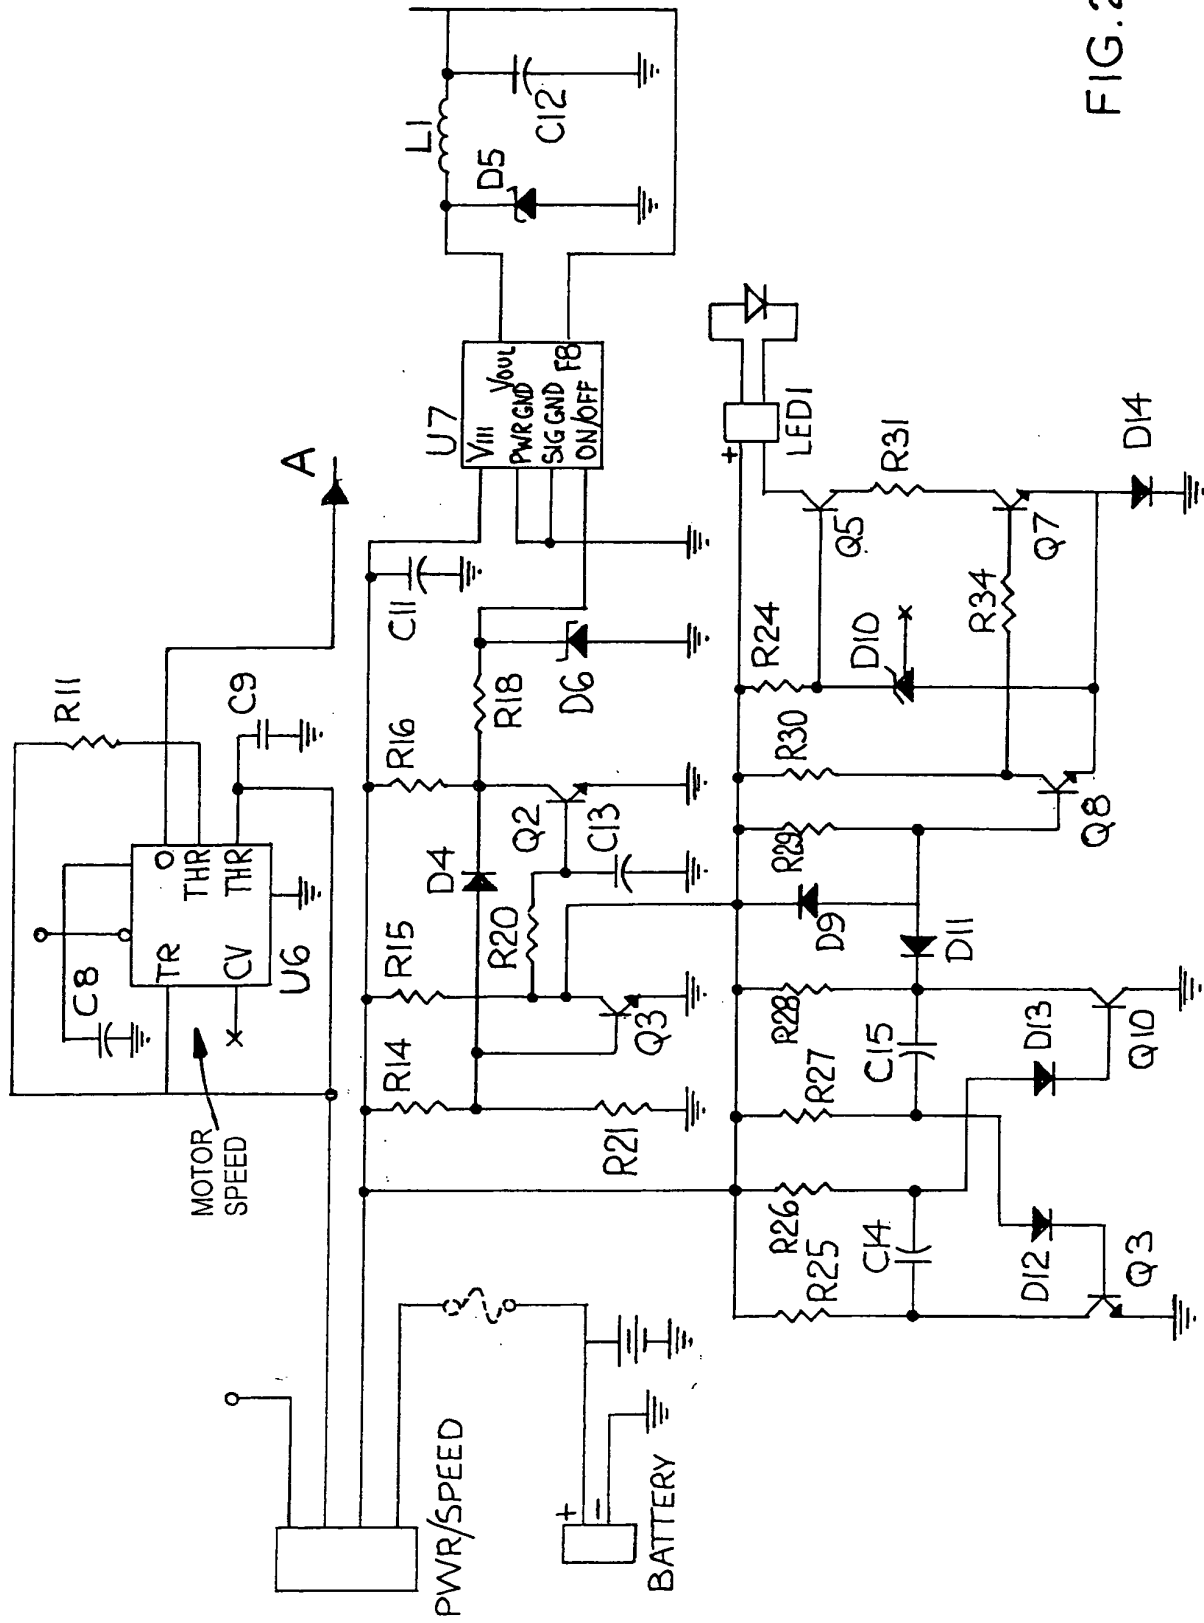 FIG.2
A
R11
C9
C8
O
THR
THR
TR
CV
U6
MOTOR
SPEED
L1
C12
D5
U7
VIII
VOUL
PWR GND
SIG GND
FB
ON/OFF
C11
R16
R18
D6
D4
Q2
C13
R15
R20
R14
Q3
R21
PWR/SPEED
+
-
BATTERY
+
LED1
R24
R31
Q5
D10
R34
Q7
D14
R30
R29
Q8
D9
D11
R28
C15
D13
Q10
R27
R26
R25
C14
D12
Q3